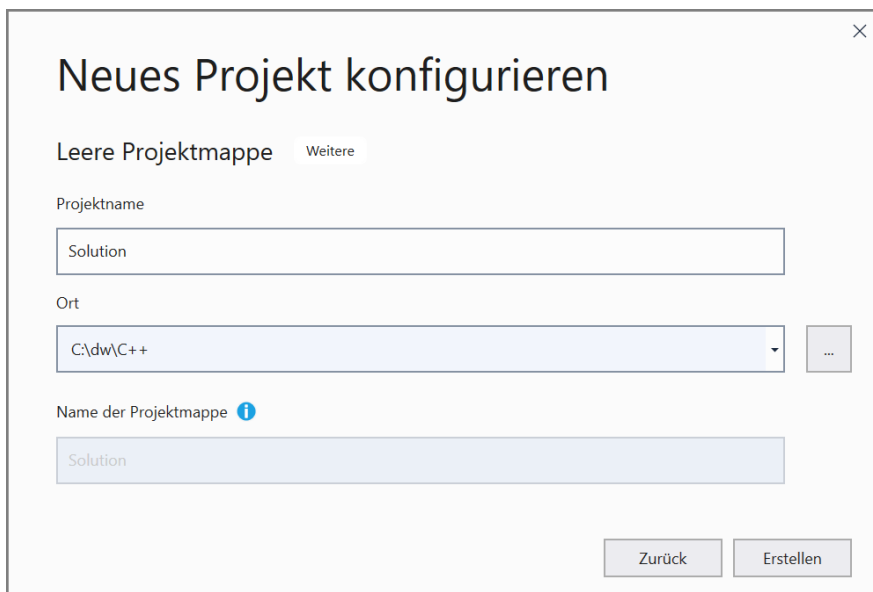 Neues Projekt konfigurieren
Leere Projektmappe Weitere
Projektname
Solution
Ort
C:\dw\C++
...
Name der Projektmappe
Solution
Zurück Erstellen